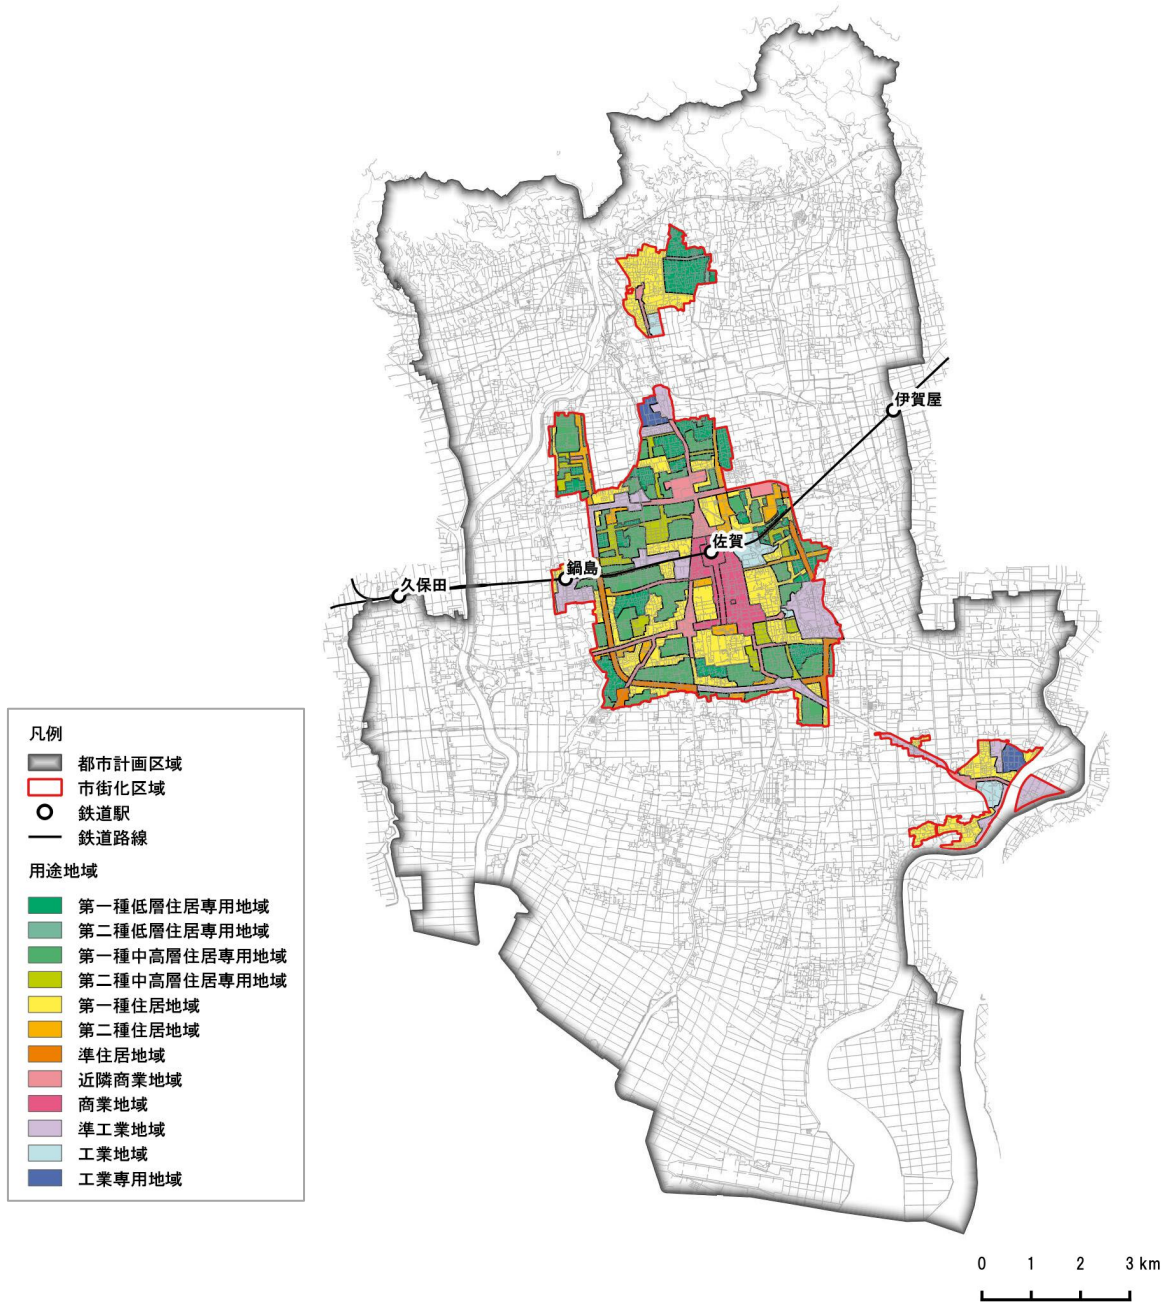 伊賀屋
佐賀
鍋島
久保田
凡例
都市計画区域
市街化区域
鉄道駅
鉄道路線
用途地域
第一種低層住居専用地域
第二種低層住居専用地域
第一種中高層住居専用地域
第二種中高層住居専用地域
第一種住居地域
第二種住居地域
準住居地域
近隣商業地域
商業地域
準工業地域
工業地域
工業専用地域
0 1 2 3 km